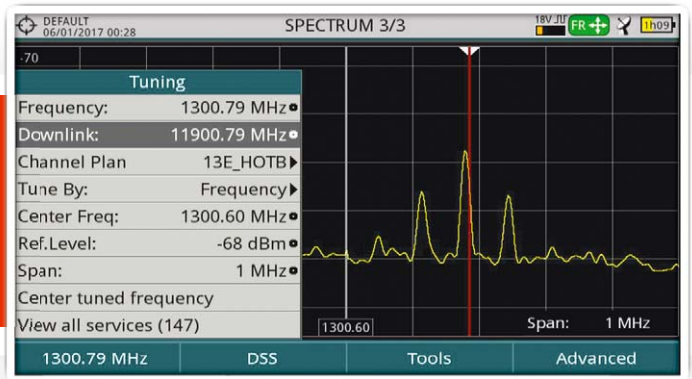 DEFAULT
06/01/2017 00:28
SPECTRUM 3/3
18V
FR
1h09
-70
Tuning
Frequency: 1300.79 MHz
Downlink: 11900.79 MHz
Channel Plan 13E_HOTB
Tune By: Frequency
Center Freq: 1300.60 MHz
Ref.Level: -68 dBm
Span: 1 MHz
Center tuned frequency
View all services (147)
1300.60
Span: 1 MHz
1300.79 MHz
DSS
Tools
Advanced